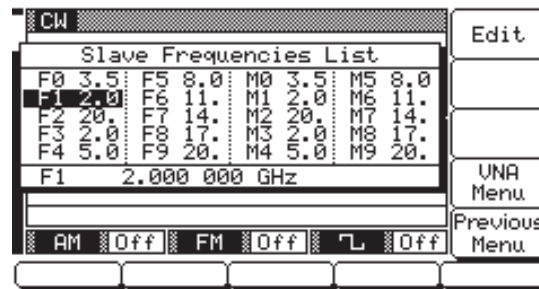 CW
Slave Frequencies List
F0 3.5 F5 8.0 M0 3.5 M5 8.0
F1 2.0 F6 11. M1 2.0 M6 11.
F2 20. F7 14. M2 20. M7 14.
F3 2.0 F8 17. M3 2.0 M8 17.
F4 5.0 F9 20. M4 5.0 M9 20.
F1 2.000 000 GHz
AM Off FM Off Off
Edit
VNA
Menu
Previous
Menu